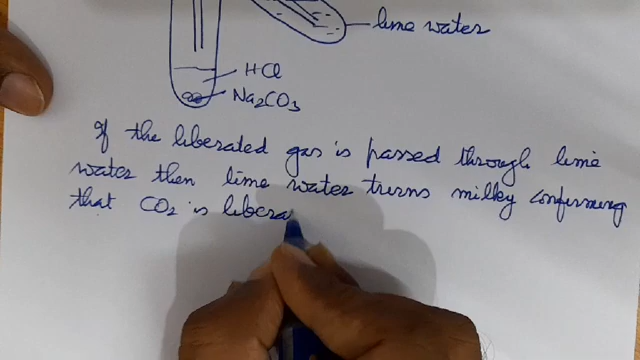 lime water
HCl
Na₂CO₃
If the liberated gas is passed through lime
water then lime water turns milky confirming
that CO₂ is libera